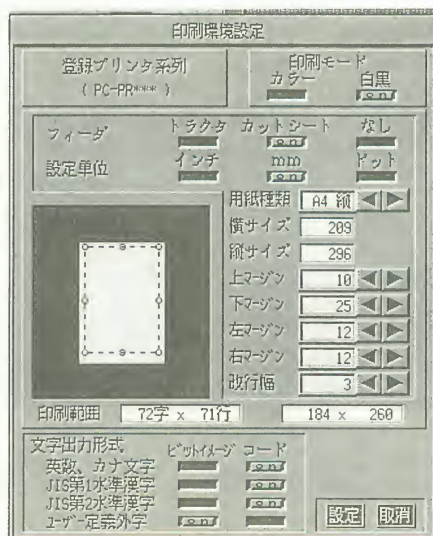 印刷環境設定
登録プリンタ系列
( PC-PR*** )
印刷モード
カラー 白黒
on
フィーダ トラクタ カットシート なし
on
設定単位 インチ mm ドット
on
用紙種類 A4 縦
横サイズ 209
縦サイズ 296
上マージン 10
下マージン 25
左マージン 12
右マージン 12
改行幅 3
印刷範囲 72字 x 71行 184 x 260
文字出力形式 ビットイメージ コード
英数、カナ文字 on
JIS第1水準漢字 on
JIS第2水準漢字 on
ユーザー定義外字 on
設定 取消